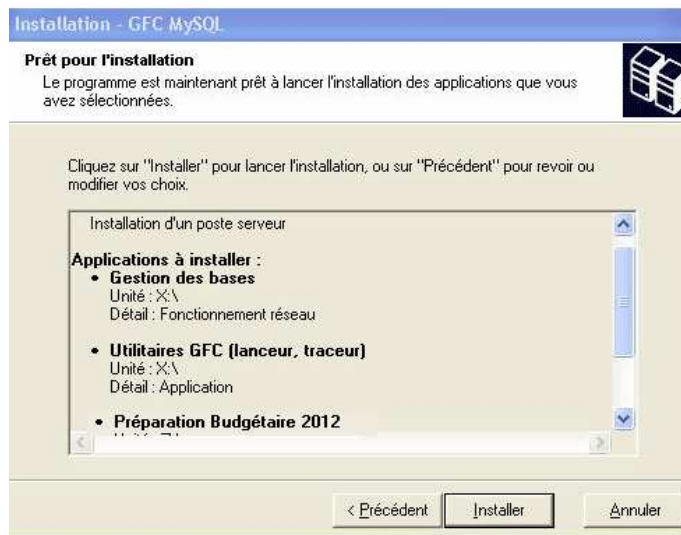 Installation - GFC MySQL
Prêt pour l'installation
Le programme est maintenant prêt à lancer l'installation des applications que vous
avez sélectionnées.
Cliquez sur "Installer" pour lancer l'installation, ou sur "Précédent" pour revoir ou
modifier vos choix.
Installation d'un poste serveur
Applications à installer :
• Gestion des bases
Unité : X:\
Détail : Fonctionnement réseau
• Utilitaires GFC (lanceur, traceur)
Unité : X:\
Détail : Application
• Préparation Budgétaire 2012
< Précédent
Installer
Annuler